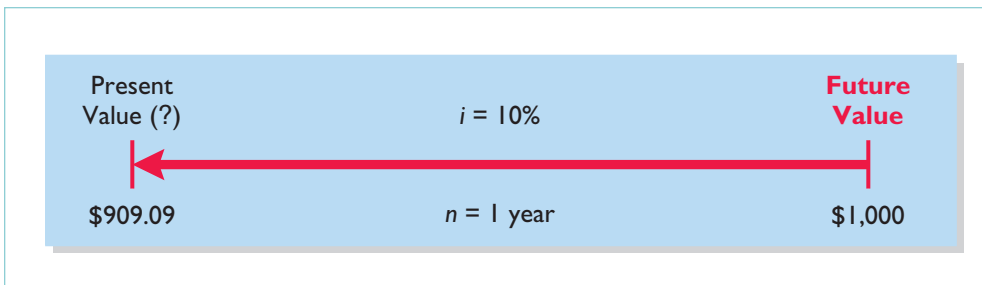 Present
Value (?)
i = 10%
Future
Value
$909.09
n = 1 year
$1,000